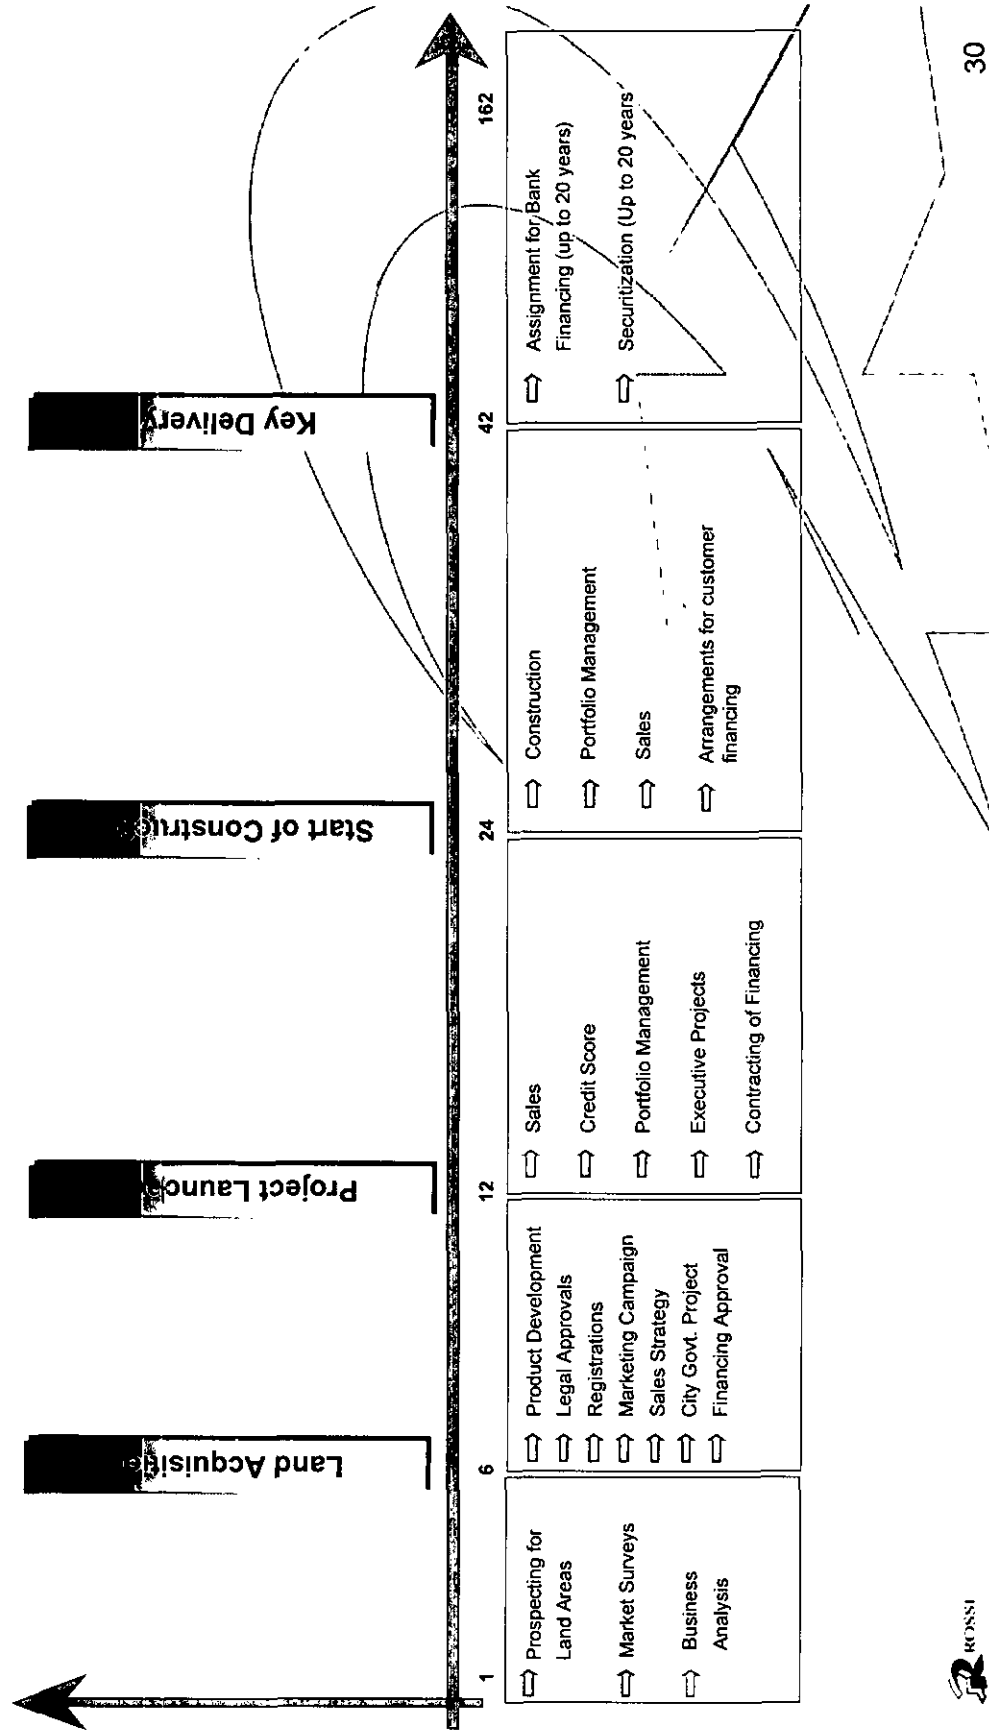 Land Acquisiti
Project Launc
Start of Constru
Key Delivery
1
6
12
24
42
162
Prospecting for
Land Areas
Market Surveys
Business
Analysis
Product Development
Legal Approvals
Registrations
Marketing Campaign
Sales Strategy
City Govt. Project
Financing Approval
Sales
Credit Score
Portfolio Management
Executive Projects
Contracting of Financing
Construction
Portfolio Management
Sales
Arrangements for customer
financing
Assignment for Bank
Financing (up to 20 years)
Securitization (Up to 20 years
ROSSI
30